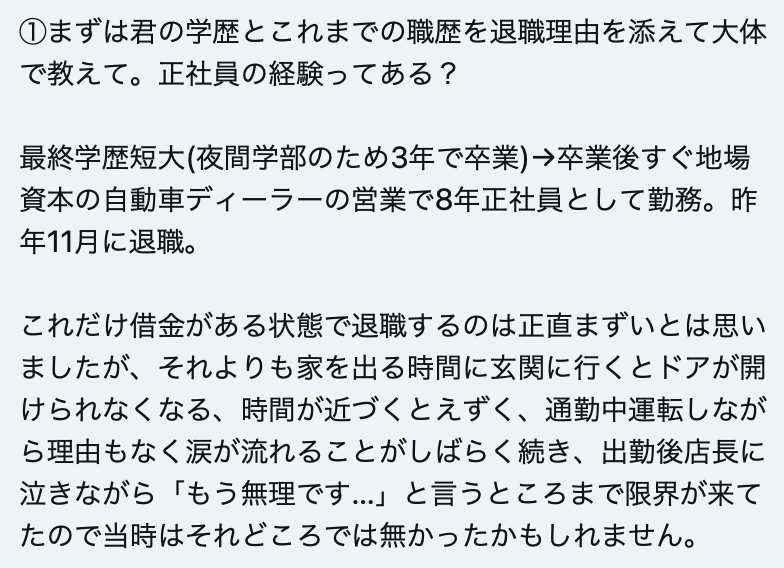 ①まずは君の学歴とこれまでの職歴を退職理由を添えて大体
で教えて。正社員の経験ってある？
最終学歴短大(夜間学部のため3年で卒業)→卒業後すぐ地場
資本の自動車ディーラーの営業で8年正社員として勤務。昨
年11月に退職。
これだけ借金がある状態で退職するのは正直まずいとは思い
ましたが、それよりも家を出る時間に玄関に行くとドアが開
けられなくなる、時間が近づくとえずく、通勤中運転しなが
ら理由もなく涙が流れることがしばらく続き、出勤後店長に
泣きながら「もう無理です...」と言うところまで限界が来て
たので当時はそれどころでは無かったかもしれません。